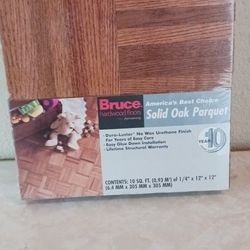 Bruce
hardwood floors
America's Best Choice
Solid Oak Parquet
• Dura-Luster No Wax Urethane Finish
For Years of Easy Care
• Easy Glue Down Installation
• Lifetime Structural Warranty
10
YEAR
CONTENTS: 10 SQ. FT. (0,93 M²) of 1/4" x 12" x 12"
(6.4 MM x 305 MM x 305 MM)